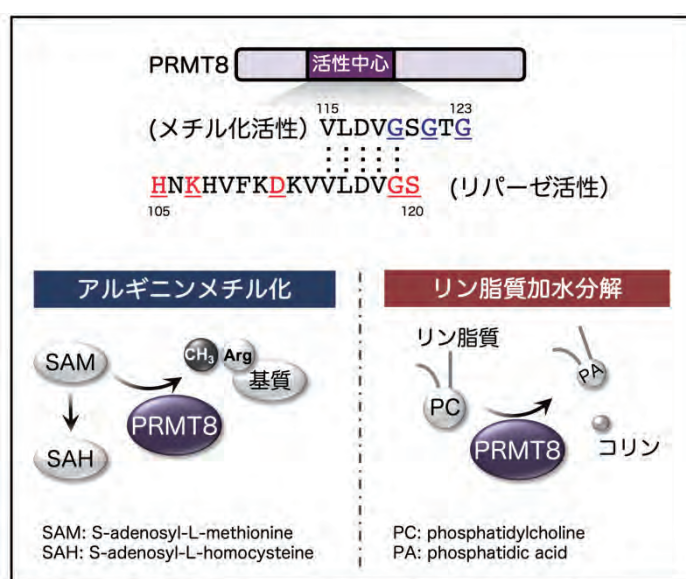 PRMT8 活性中心
115 123
(メチル化活性) VLDVGSGTG
HNKHVFKDKVVLDVGS (リパーゼ活性)
105 120
アルギニンメチル化
SAM
CH3 Arg
基質
PRMT8
SAH
SAM: S-adenosyl-L-methionine
SAH: S-adenosyl-L-homocysteine
リン脂質加水分解
リン脂質
PC
PA
PRMT8
コリン
PC: phosphatidylcholine
PA: phosphatidic acid